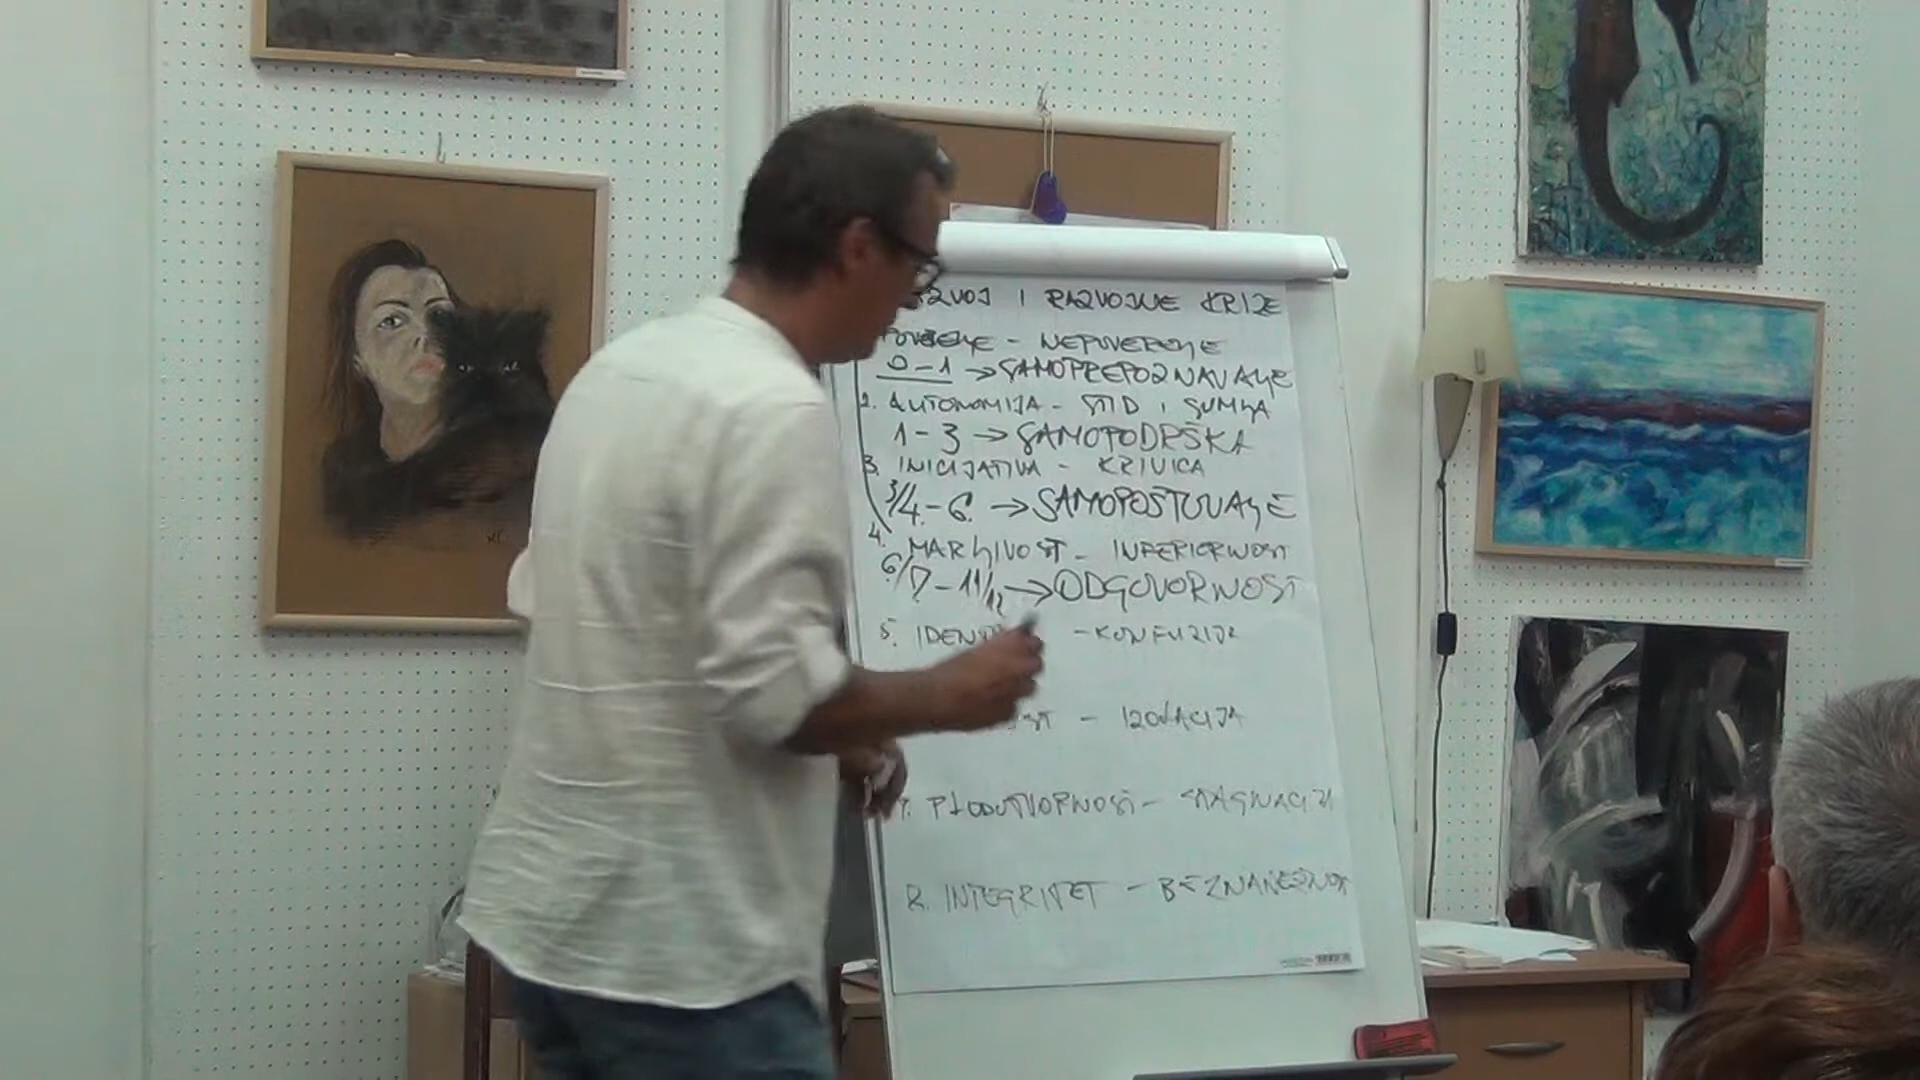 RAZVOJ I RAZVOJNE KRIZE
POVERENJE - NEPOVERENJE
0-1 → SAMOPREPOZNAVANJE
2. AUTONOMIJA - STID I SUMNJA
1-3 → SAMOPODRŠKA
3. INICIJATIVA - KRIVICA
3/4.-6. → SAMOPOŠTOVANJE
4. MARLJIVOST - INFERIORNOST
6/7.-11/12 → ODGOVORNOST
5. - KONFUZIJA
- IZOLACIJA
7. PLODOTVORNOST - STAGNACIJA
8. INTEGRITET -